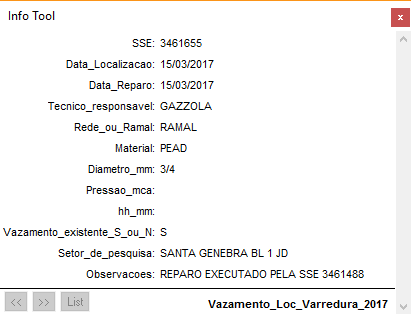 Info Tool
x
SSE: 3461655
Data_Localizacao: 15/03/2017
Data_Reparo: 15/03/2017
Tecnico_responsavel: GAZZOLA
Rede_ou_Ramal: RAMAL
Material: PEAD
Diametro_mm: 3/4
Pressao_mca:
hh_mm:
Vazamento_existente_S_ou_N: S
Setor_de_pesquisa: SANTA GENEBRA BL 1 JD
Observacoes: REPARO EXECUTADO PELA SSE 3461488
<< >> List Vazamento_Loc_Varredura_2017